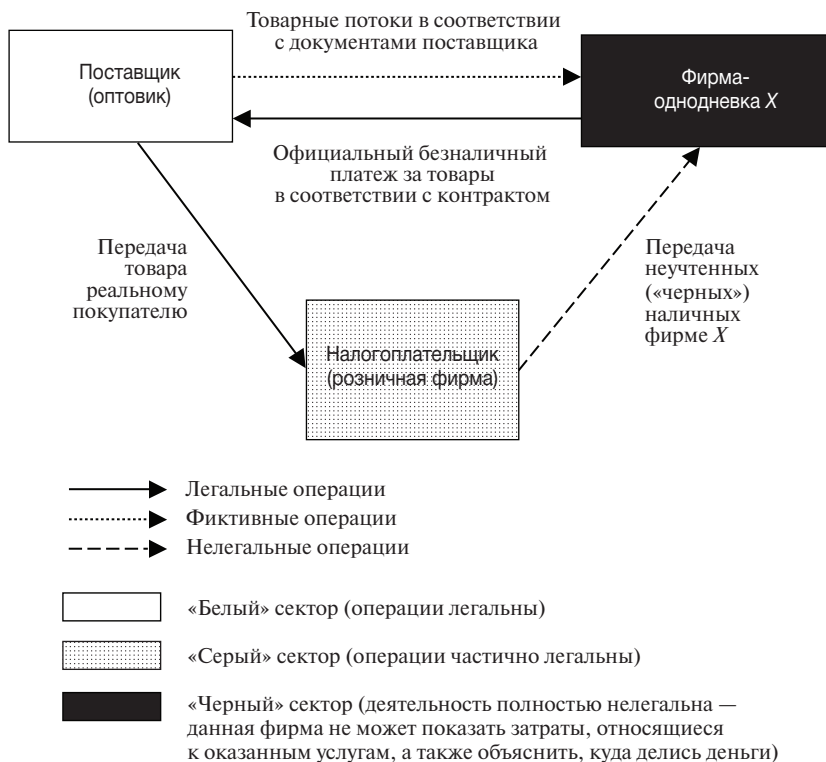 Товарные потоки в соответствии
с документами поставщика
Поставщик
(оптовик)
Фирма-
однодневка X
Официальный безналичный
платеж за товары
в соответствии с контрактом
Передача
товара
реальному
покупателю
Передача
неучтенных
(«черных»)
наличных
фирме X
Налогоплательщик
(розничная фирма)
Легальные операции
Фиктивные операции
Нелегальные операции
«Белый» сектор (операции легальны)
«Серый» сектор (операции частично легальны)
«Черный» сектор (деятельность полностью нелегальна —
данная фирма не может показать затраты, относящиеся
к оказанным услугам, а также объяснить, куда делись деньги)